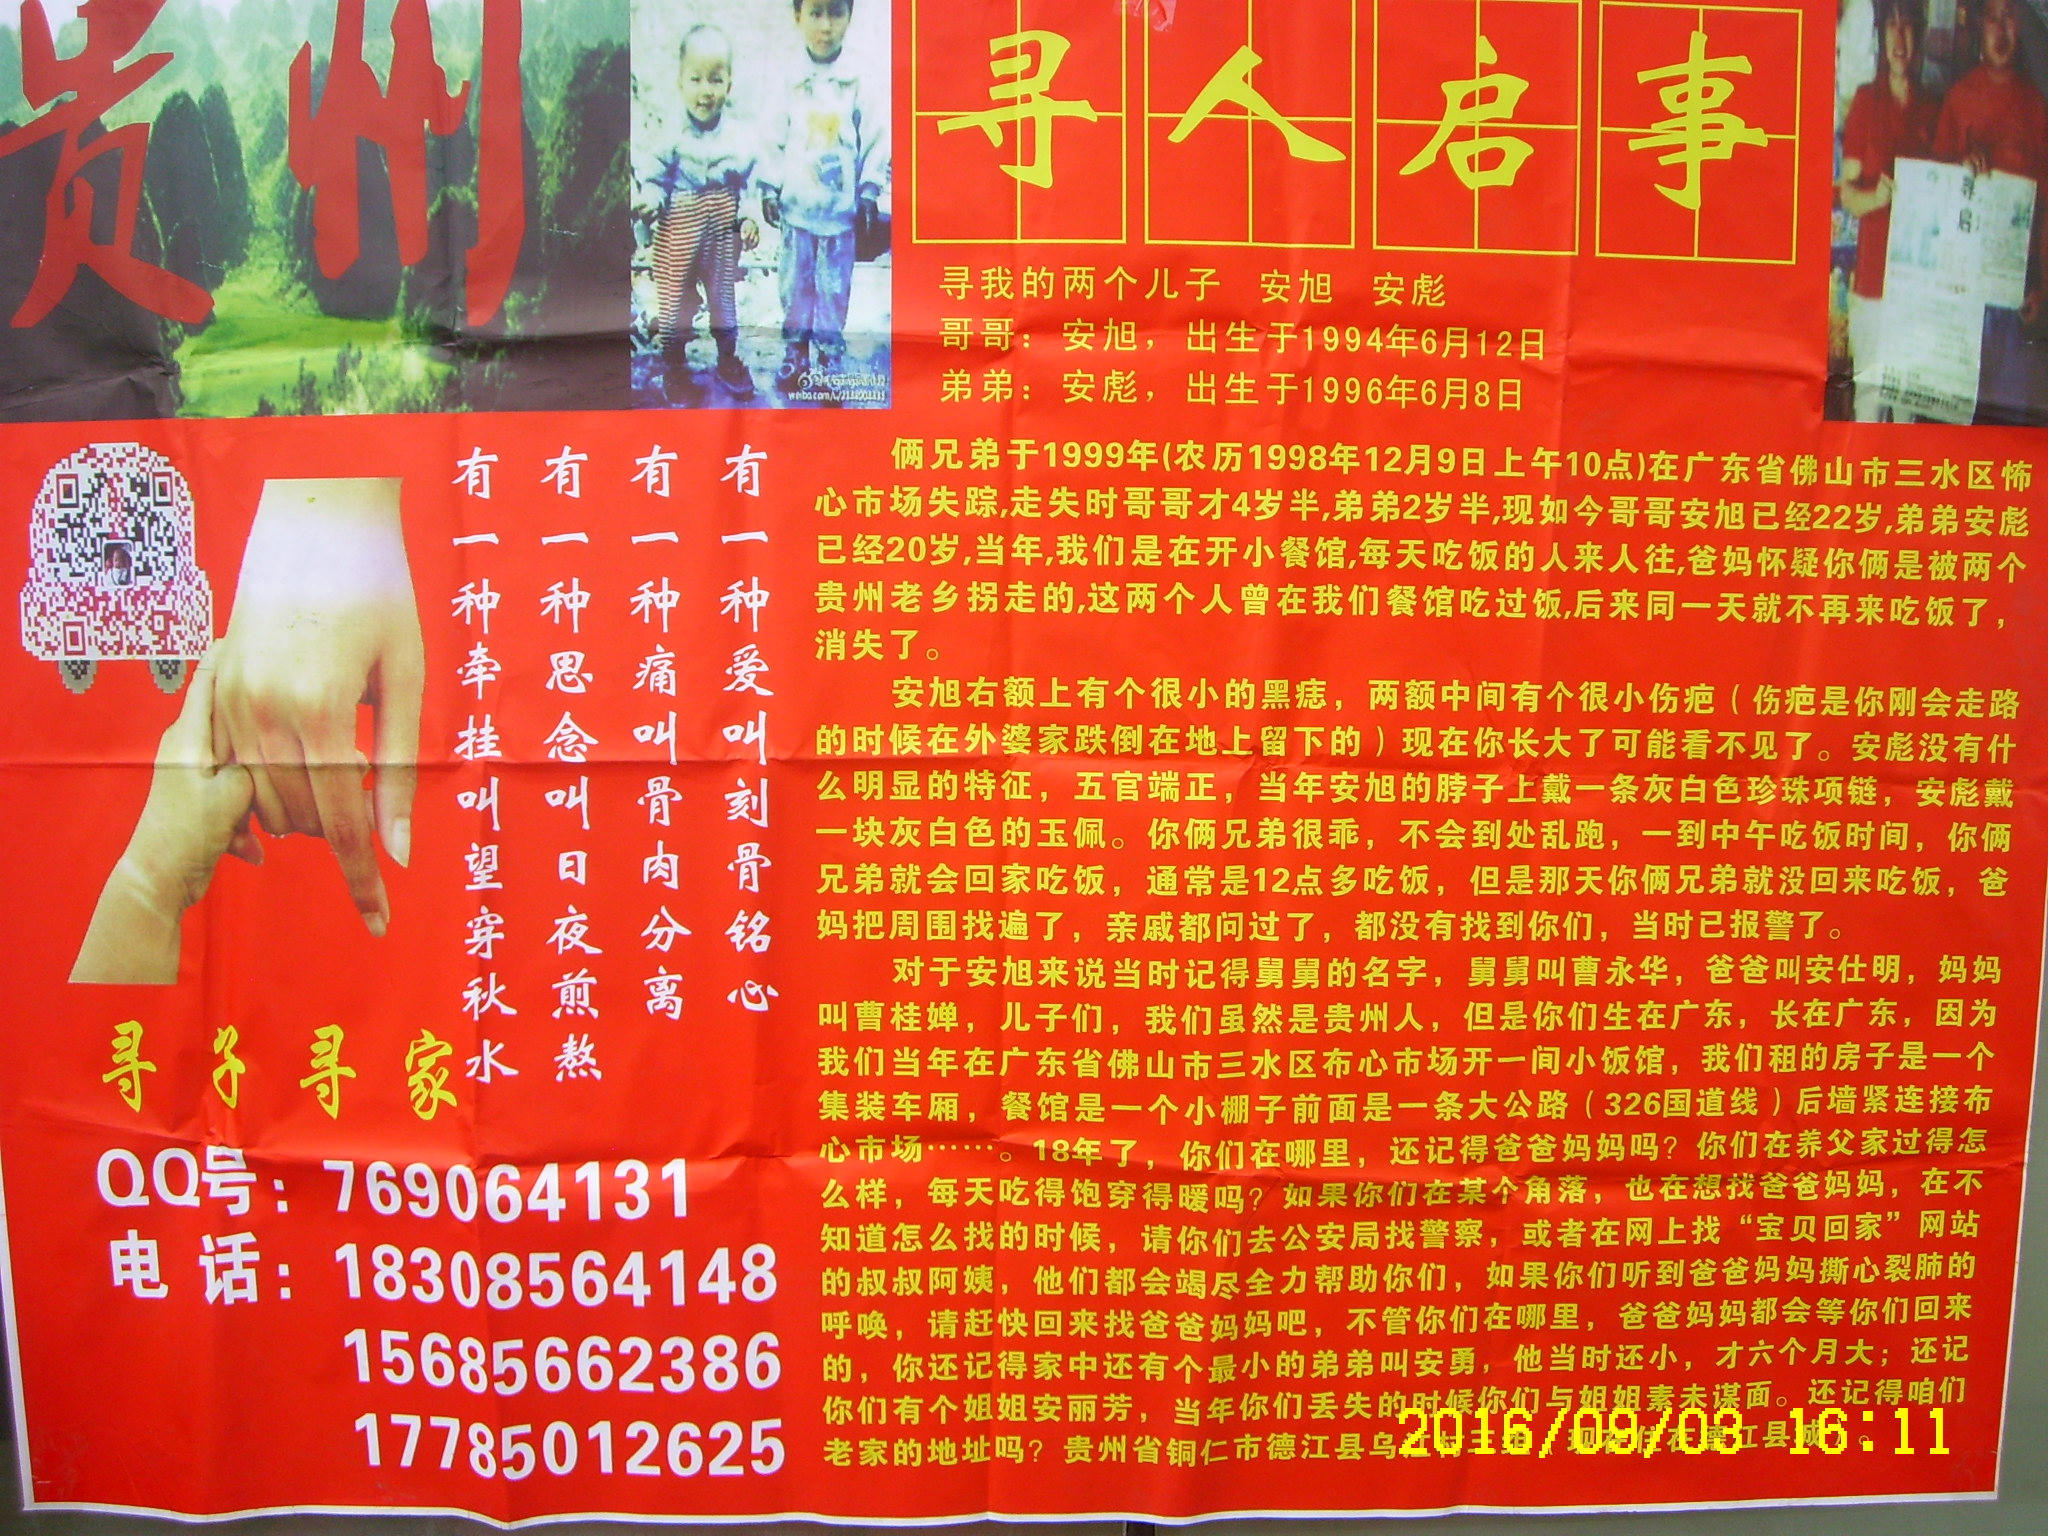 贵州
寻人启事
寻我的两个儿子 安旭 安彪
哥哥：安旭，出生于1994年6月12日
弟弟：安彪，出生于1996年6月8日
俩兄弟于1999年(农历1998年12月9日上午10点)在广东省佛山市三水区怖
心市场失踪,走失时哥哥才4岁半,弟弟2岁半,现如今哥哥安旭已经22岁,弟弟安彪
已经20岁,当年,我们是在开小餐馆,每天吃饭的人来人往,爸妈怀疑你俩是被两个
贵州老乡拐走的,这两个人曾在我们餐馆吃过饭,后来同一天就不再来吃饭了，
消失了。
安旭右额上有个很小的黑痣，两额中间有个很小伤疤（伤疤是你刚会走路
的时候在外婆家跌倒在地上留下的）现在你长大了可能看不见了。安彪没有什
么明显的特征，五官端正，当年安旭的脖子上戴一条灰白色珍珠项链，安彪戴
一块灰白色的玉佩。你俩兄弟很乖，不会到处乱跑，一到中午吃饭时间，你俩
兄弟就会回家吃饭，通常是12点多吃饭，但是那天你俩兄弟就没回来吃饭，爸
妈把周围找遍了，亲戚都问过了，都没有找到你们，当时已报警了。
对于安旭来说当时记得舅舅的名字，舅舅叫曹永华，爸爸叫安仕明，妈妈
叫曹桂婵，儿子们，我们虽然是贵州人，但是你们生在广东，长在广东，因为
我们当年在广东省佛山市三水区布心市场开一间小饭馆，我们租的房子是一个
集装车厢，餐馆是一个小棚子前面是一条大公路（326国道线）后墙紧连接布
心市场……。18年了，你们在哪里，还记得爸爸妈妈吗？你们在养父家过得怎
么样，每天吃得饱穿得暖吗？如果你们在某个角落，也在想找爸爸妈妈，在不
知道怎么找的时候，请你们去公安局找警察，或者在网上找“宝贝回家”网站
的叔叔阿姨，他们都会竭尽全力帮助你们，如果你们听到爸爸妈妈撕心裂肺的
呼唤，请赶快回来找爸爸妈妈吧，不管你们在哪里，爸爸妈妈都会等你们回来
的，你还记得家中还有个最小的弟弟叫安勇，他当时还小，才六个月大；还记
你们有个姐姐安丽芳，当年你们丢失的时候你们与姐姐素未谋面。还记得咱们
老家的地址吗？贵州省铜仁市德江县乌江村三组，现在住在德江县城。
有一种爱叫刻骨铭心
有一种痛叫骨肉分离
有一种思念叫日夜煎熬
有一种牵挂叫望穿秋水
寻子寻家
QQ号：769064131
电话：18308564148
15685662386
17785012625
2016/09/03 16:11